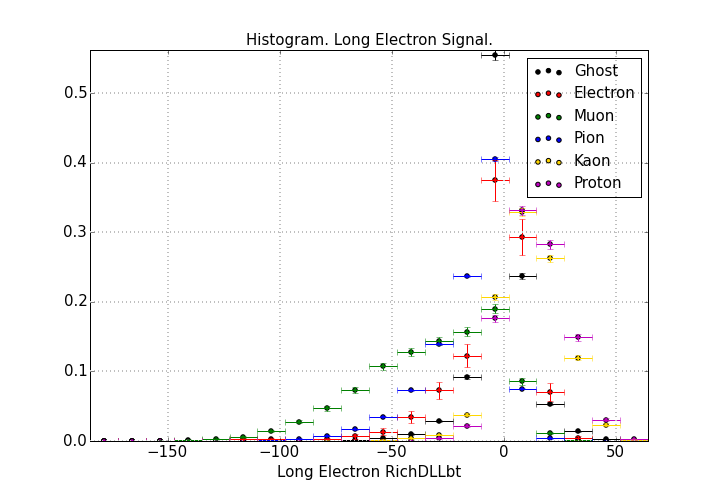 Histogram. Long Electron Signal.
0.5
0.4
0.3
0.2
0.1
0.0
−150
−100
−50
0
50
Long Electron RichDLLbt
Ghost
Electron
Muon
Pion
Kaon
Proton